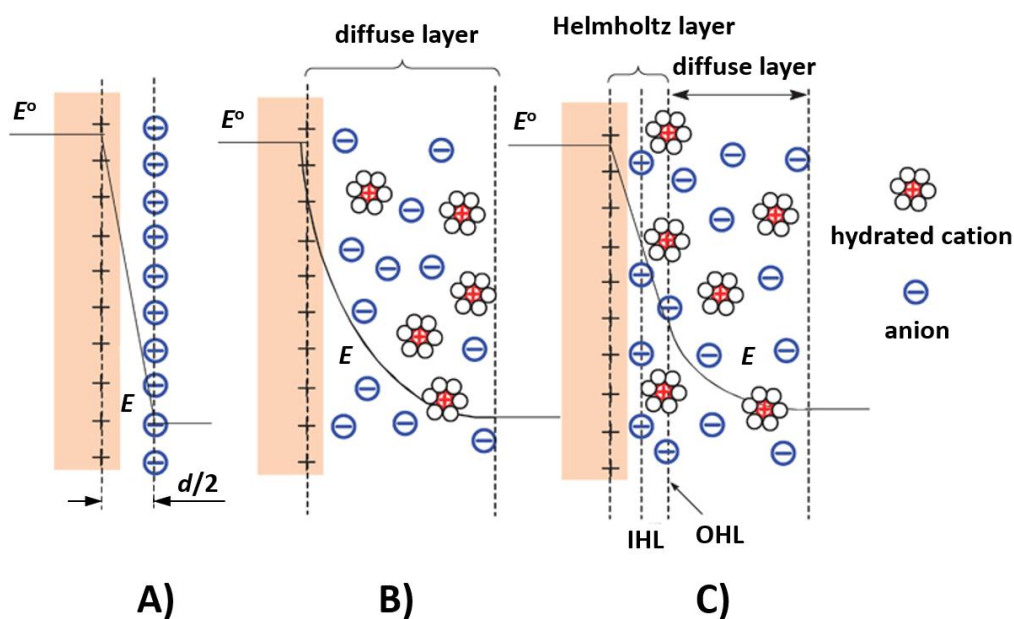 Helmholtz layer
diffuse layer
diffuse layer
E°
E°
E°
hydrated cation
anion
E
E
E
d/2
IHL
OHL
A)
B)
C)